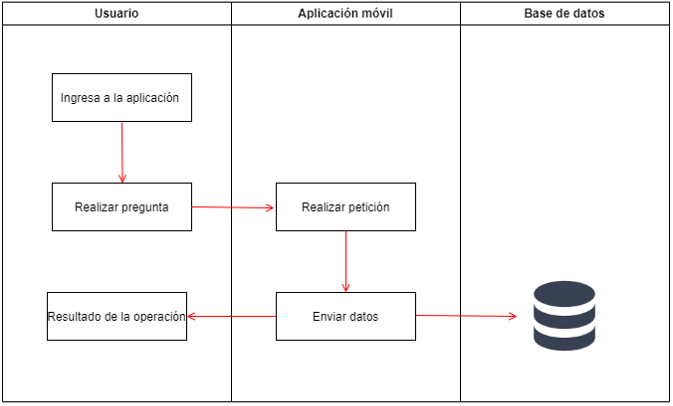 Usuario
Aplicación móvil
Base de datos
Ingresa a la aplicación
Realizar pregunta
Realizar petición
Resultado de la operación
Enviar datos